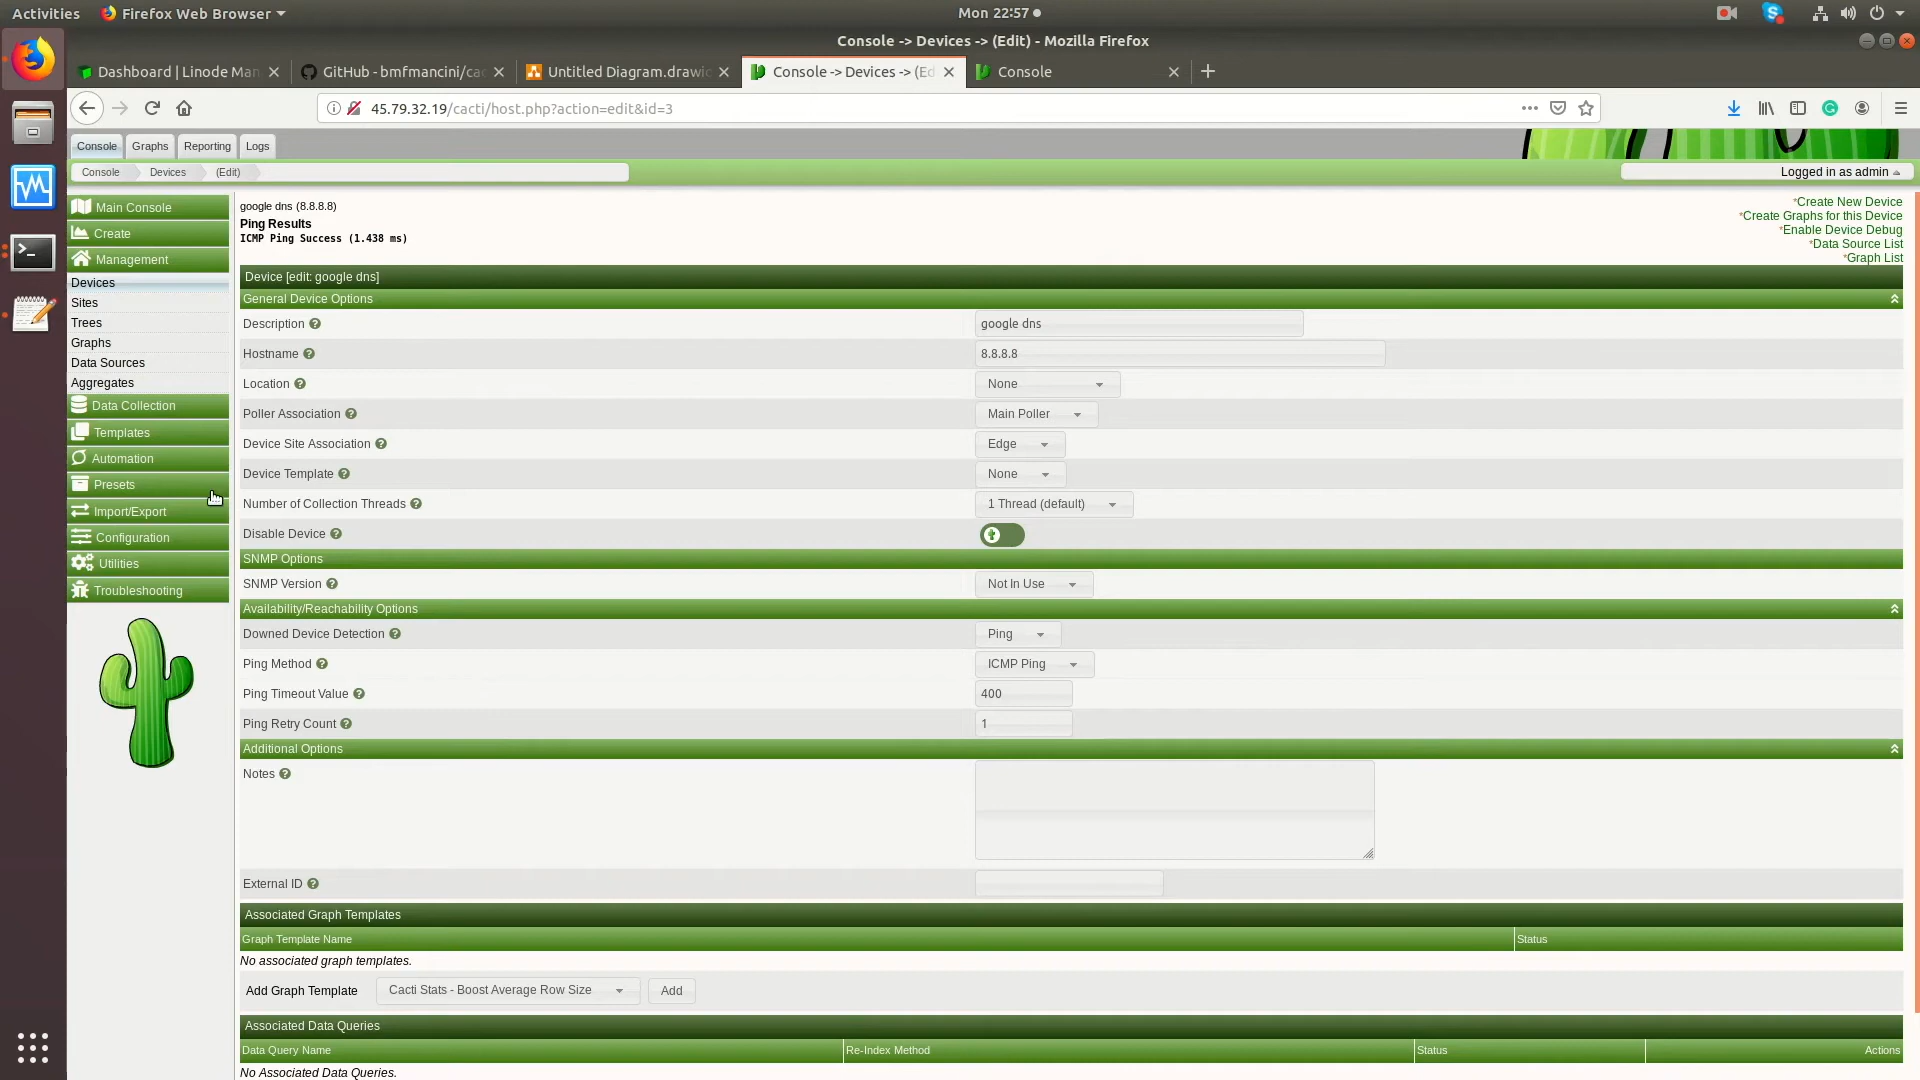 Activities Firefox Web Browser Mon 22:57
Console -> Devices -> (Edit) - Mozilla Firefox
Dashboard | Linode Man GitHub - bmfmancini/cac Untitled Diagram.drawio Console -> Devices -> (Ed Console
45.79.32.19/cacti/host.php?action=edit&id=3
Console Graphs Reporting Logs
Console Devices (Edit) Logged in as admin
Main Console
Create
Management
Devices
Sites
Trees
Graphs
Data Sources
Aggregates
Data Collection
Templates
Automation
Presets
Import/Export
Configuration
Utilities
Troubleshooting
google dns (8.8.8.8)
Ping Results
ICMP Ping Success (1.438 ms)
*Create New Device
*Create Graphs for this Device
*Enable Device Debug
*Data Source List
*Graph List
Device [edit: google dns]
General Device Options
Description google dns
Hostname 8.8.8.8
Location None
Poller Association Main Poller
Device Site Association Edge
Device Template None
Number of Collection Threads 1 Thread (default)
Disable Device
SNMP Options
SNMP Version Not In Use
Availability/Reachability Options
Downed Device Detection Ping
Ping Method ICMP Ping
Ping Timeout Value 400
Ping Retry Count 1
Additional Options
Notes
External ID
Associated Graph Templates
Graph Template Name Status
No associated graph templates.
Add Graph Template Cacti Stats - Boost Average Row Size Add
Associated Data Queries
Data Query Name Re-Index Method Status Actions
No Associated Data Queries.